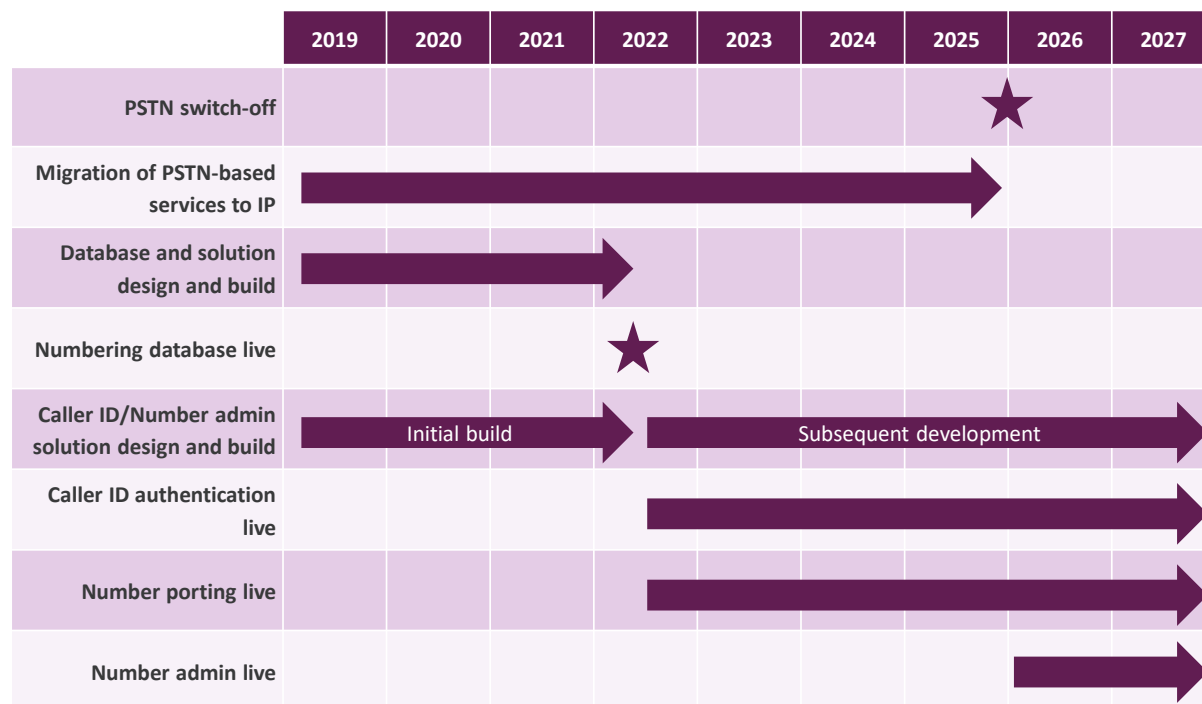 2019 2020 2021 2022 2023 2024 2025 2026 2027
PSTN switch-off
Migration of PSTN-based
services to IP
Database and solution
design and build
Numbering database live
Caller ID/Number admin
solution design and build
Initial build
Subsequent development
Caller ID authentication
live
Number porting live
Number admin live